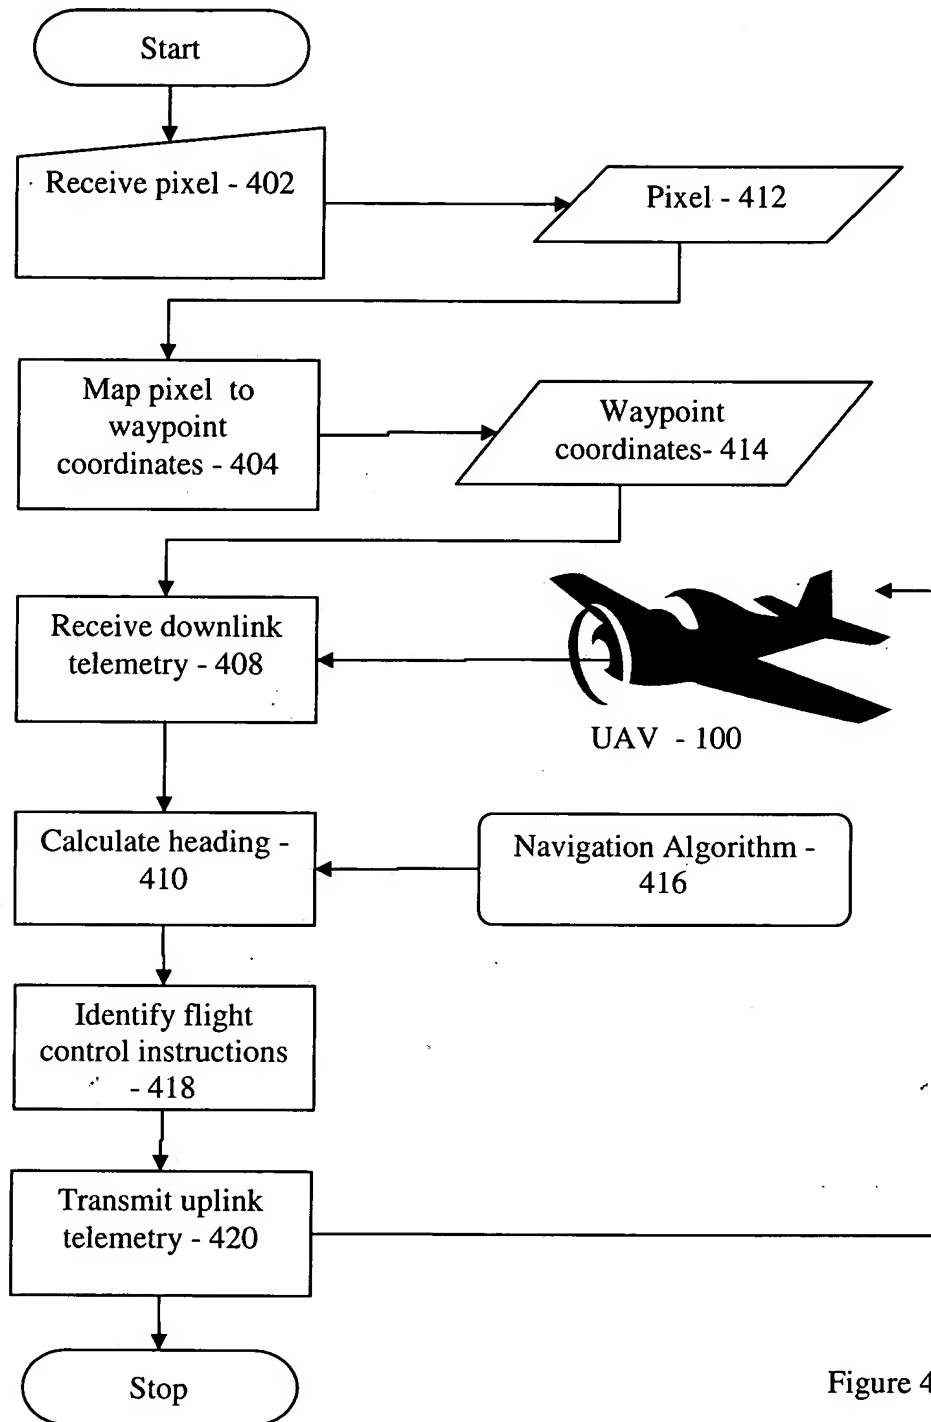 Start
Receive pixel - 402
Pixel - 412
Map pixel to
waypoint
coordinates - 404
Waypoint
coordinates- 414
Receive downlink
telemetry - 408
UAV - 100
Calculate heading -
410
Navigation Algorithm -
416
Identify flight
control instructions
- 418
Transmit uplink
telemetry - 420
Stop
Figure 4